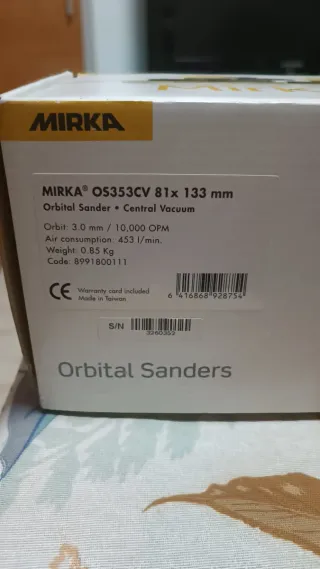 MIRKA
MIRKA® OS353CV 81x 133 mm
Orbital Sander • Central Vacuum
Orbit: 3.0 mm / 10,000 OPM
Air consumption: 453 l/min.
Weight: 0.85 Kg
Code: 8991800111
CE Warranty card included
Made in Taiwan
6 416868 928754
S/N 3260352
Orbital Sanders